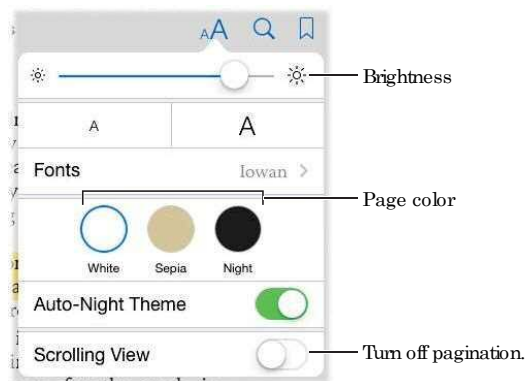 AA
Brightness
A A
Fonts Iowan >
Page color
White Sepia Night
Auto-Night Theme
Scrolling View Turn off pagination.